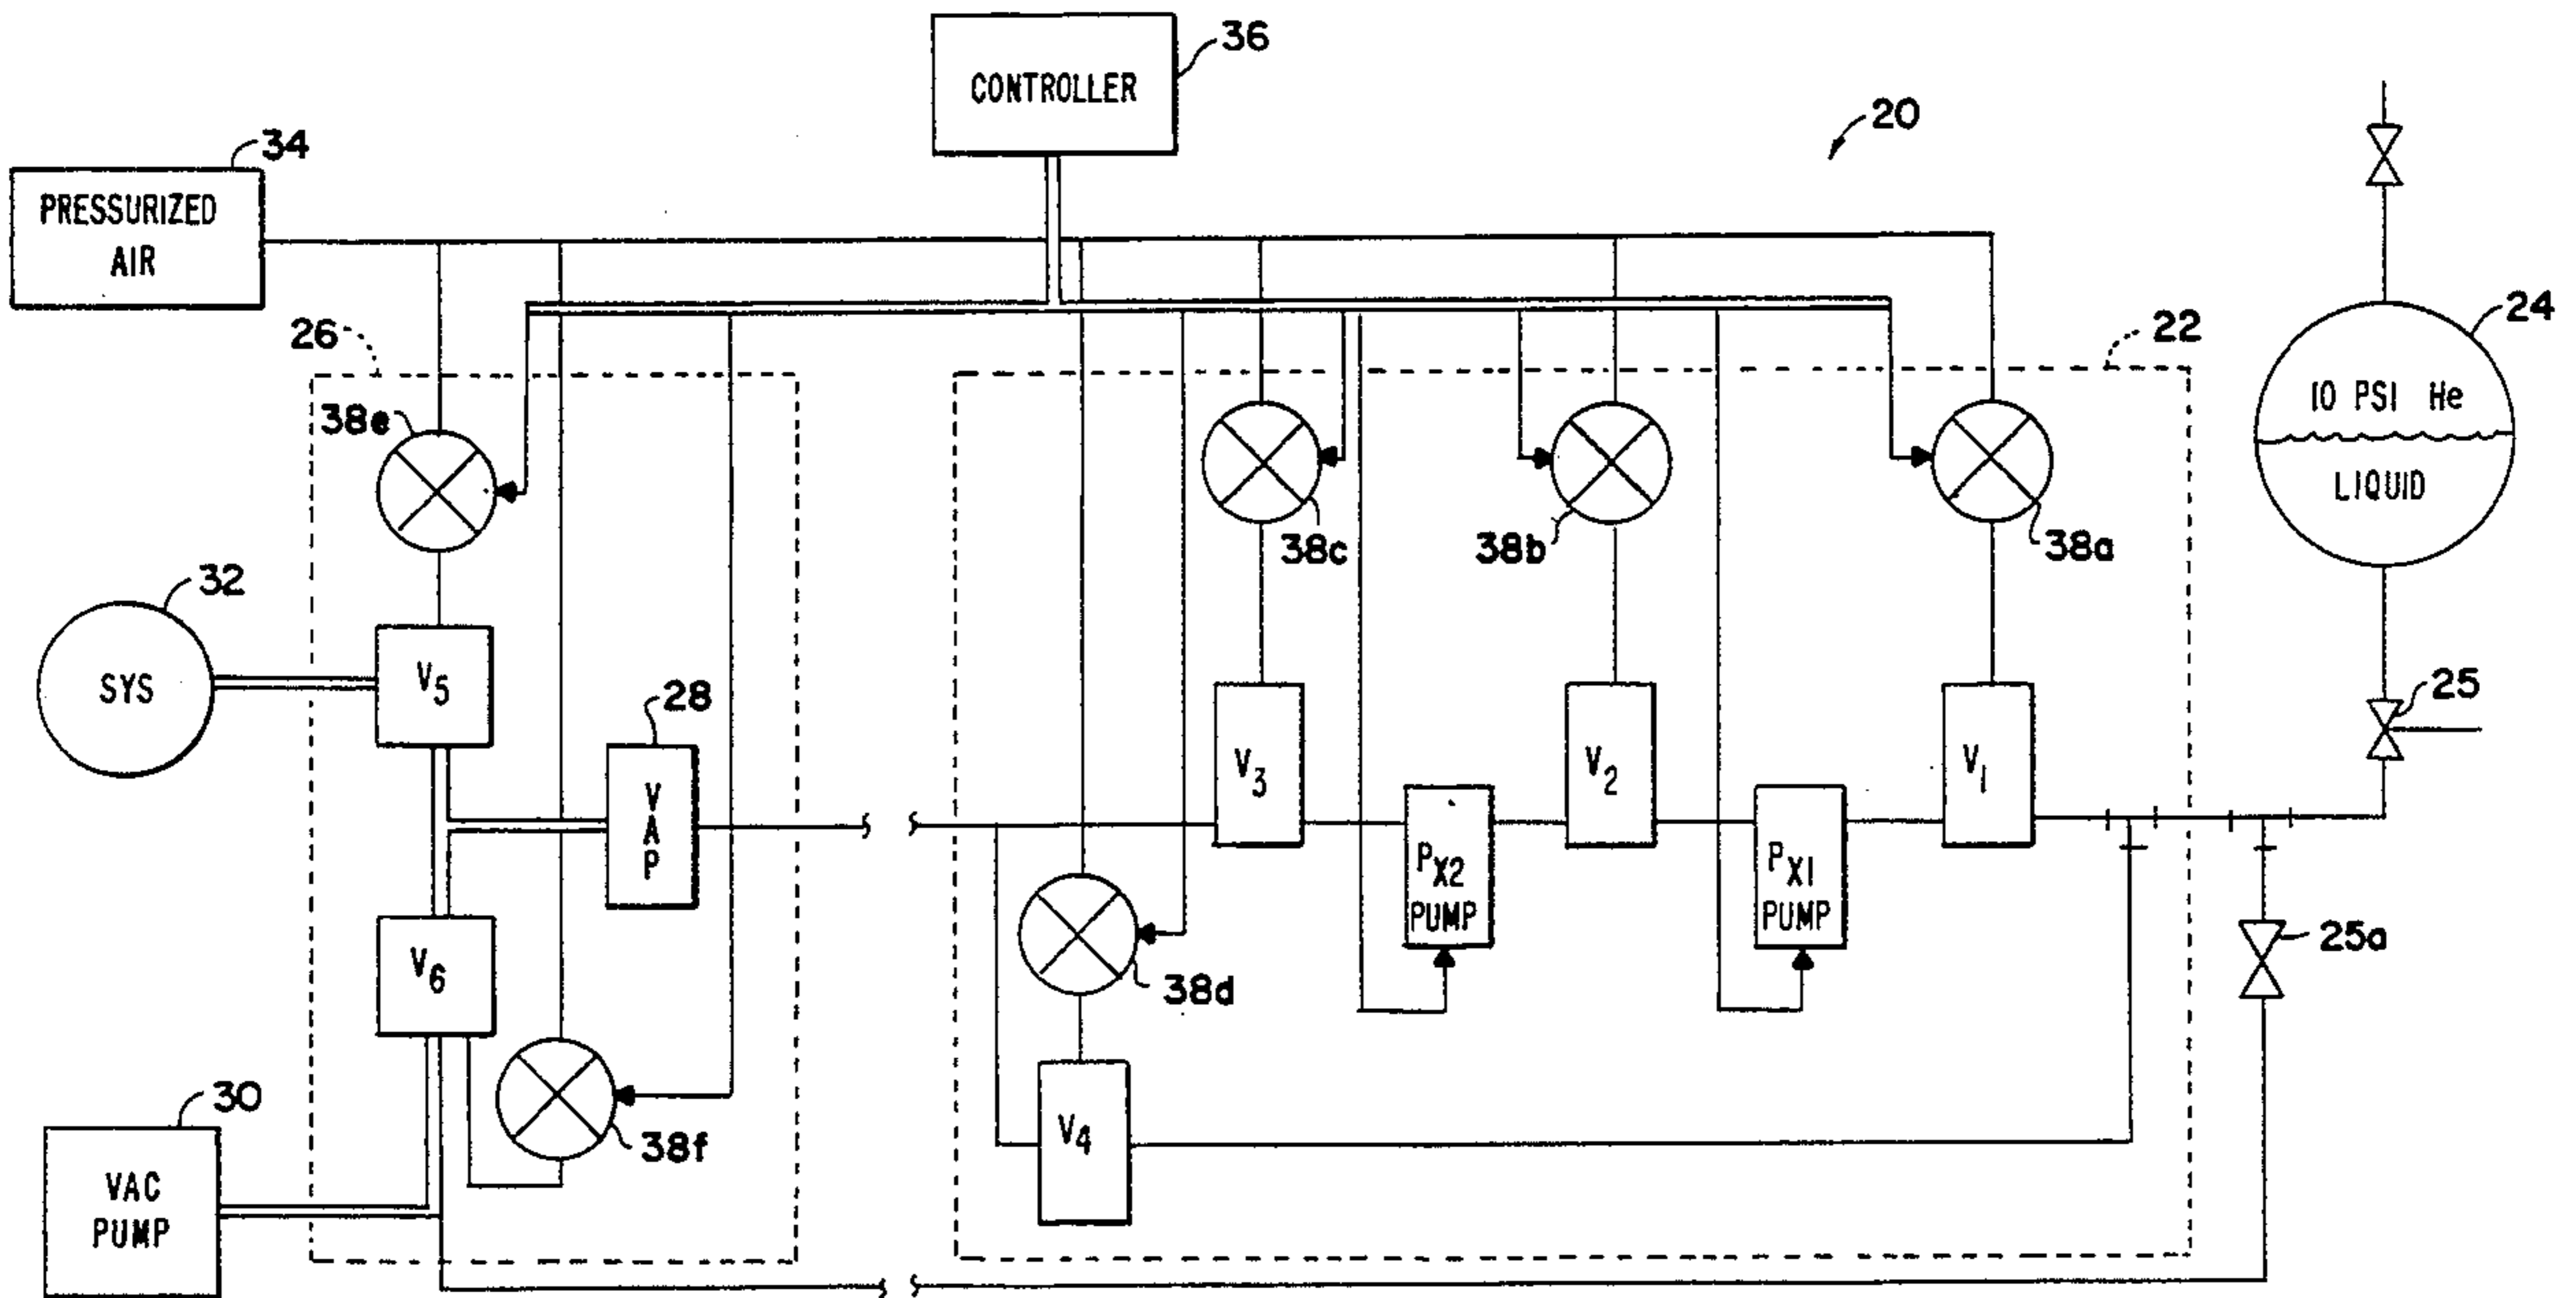 CONTROLLER
36
20
34
PRESSURIZED
AIR
26
22
24
10 PSI He
LIQUID
38e
38c
38b
38a
32
SYS
V5
28
VAP
V3
V2
V1
25
PX2
PUMP
PX1
PUMP
25a
V6
38d
38f
V4
30
VAC
PUMP